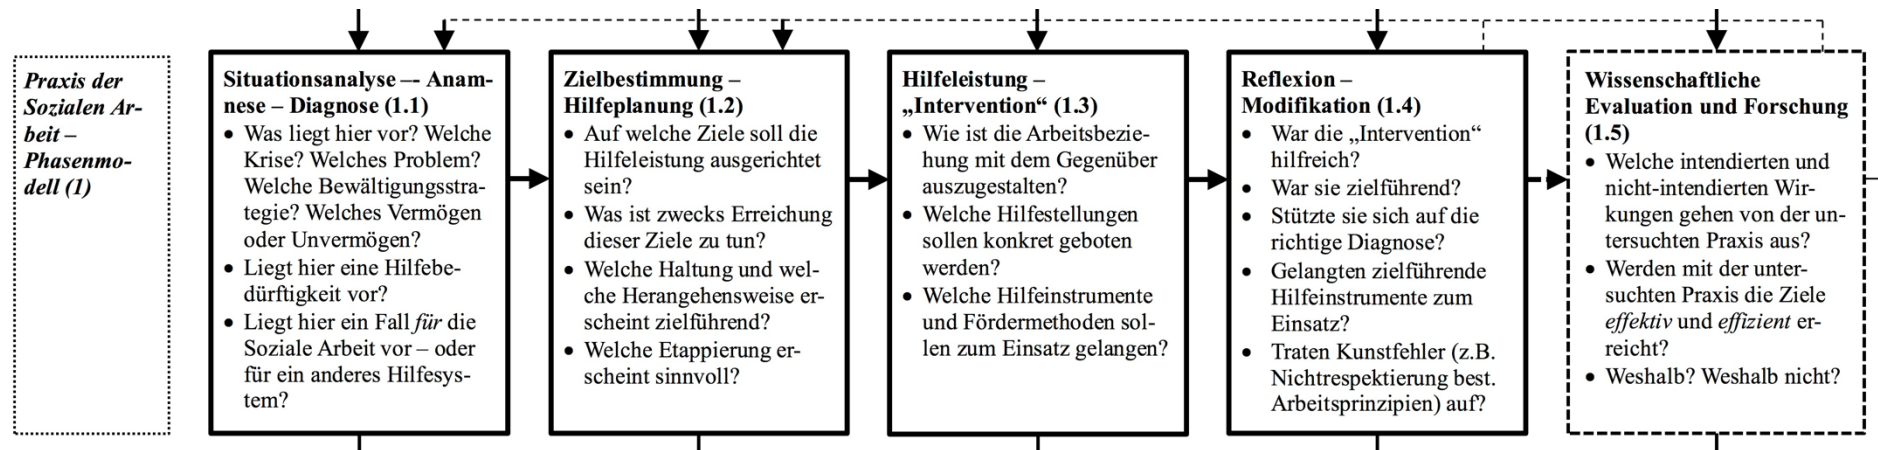 Praxis der
Sozialen Ar-
beit –
Phasenmo-
dell (1)
Situationsanalyse –- Anam-
nese – Diagnose (1.1)
• Was liegt hier vor? Welche
Krise? Welches Problem?
Welche Bewältigungsstra-
tegie? Welches Vermögen
oder Unvermögen?
• Liegt hier eine Hilfebe-
dürftigkeit vor?
• Liegt hier ein Fall für die
Soziale Arbeit vor – oder
für ein anderes Hilfesys-
tem?
Zielbestimmung –
Hilfeplanung (1.2)
• Auf welche Ziele soll die
Hilfeleistung ausgerichtet
sein?
• Was ist zwecks Erreichung
dieser Ziele zu tun?
• Welche Haltung und wel-
che Herangehensweise er-
scheint zielführend?
• Welche Etappierung er-
scheint sinnvoll?
Hilfeleistung –
„Intervention“ (1.3)
• Wie ist die Arbeitsbezie-
hung mit dem Gegenüber
auszugestalten?
• Welche Hilfestellungen
sollen konkret geboten
werden?
• Welche Hilfeinstrumente
und Fördermethoden sol-
len zum Einsatz gelangen?
Reflexion –
Modifikation (1.4)
• War die „Intervention“
hilfreich?
• War sie zielführend?
• Stützte sie sich auf die
richtige Diagnose?
• Gelangten zielführende
Hilfeinstrumente zum
Einsatz?
• Traten Kunstfehler (z.B.
Nichtrespektierung best.
Arbeitsprinzipien) auf?
Wissenschaftliche
Evaluation und Forschung
(1.5)
• Welche intendierten und
nicht-intendierten Wir-
kungen gehen von der un-
tersuchten Praxis aus?
• Werden mit der unter-
suchten Praxis die Ziele
effektiv und effizient er-
reicht?
• Weshalb? Weshalb nicht?